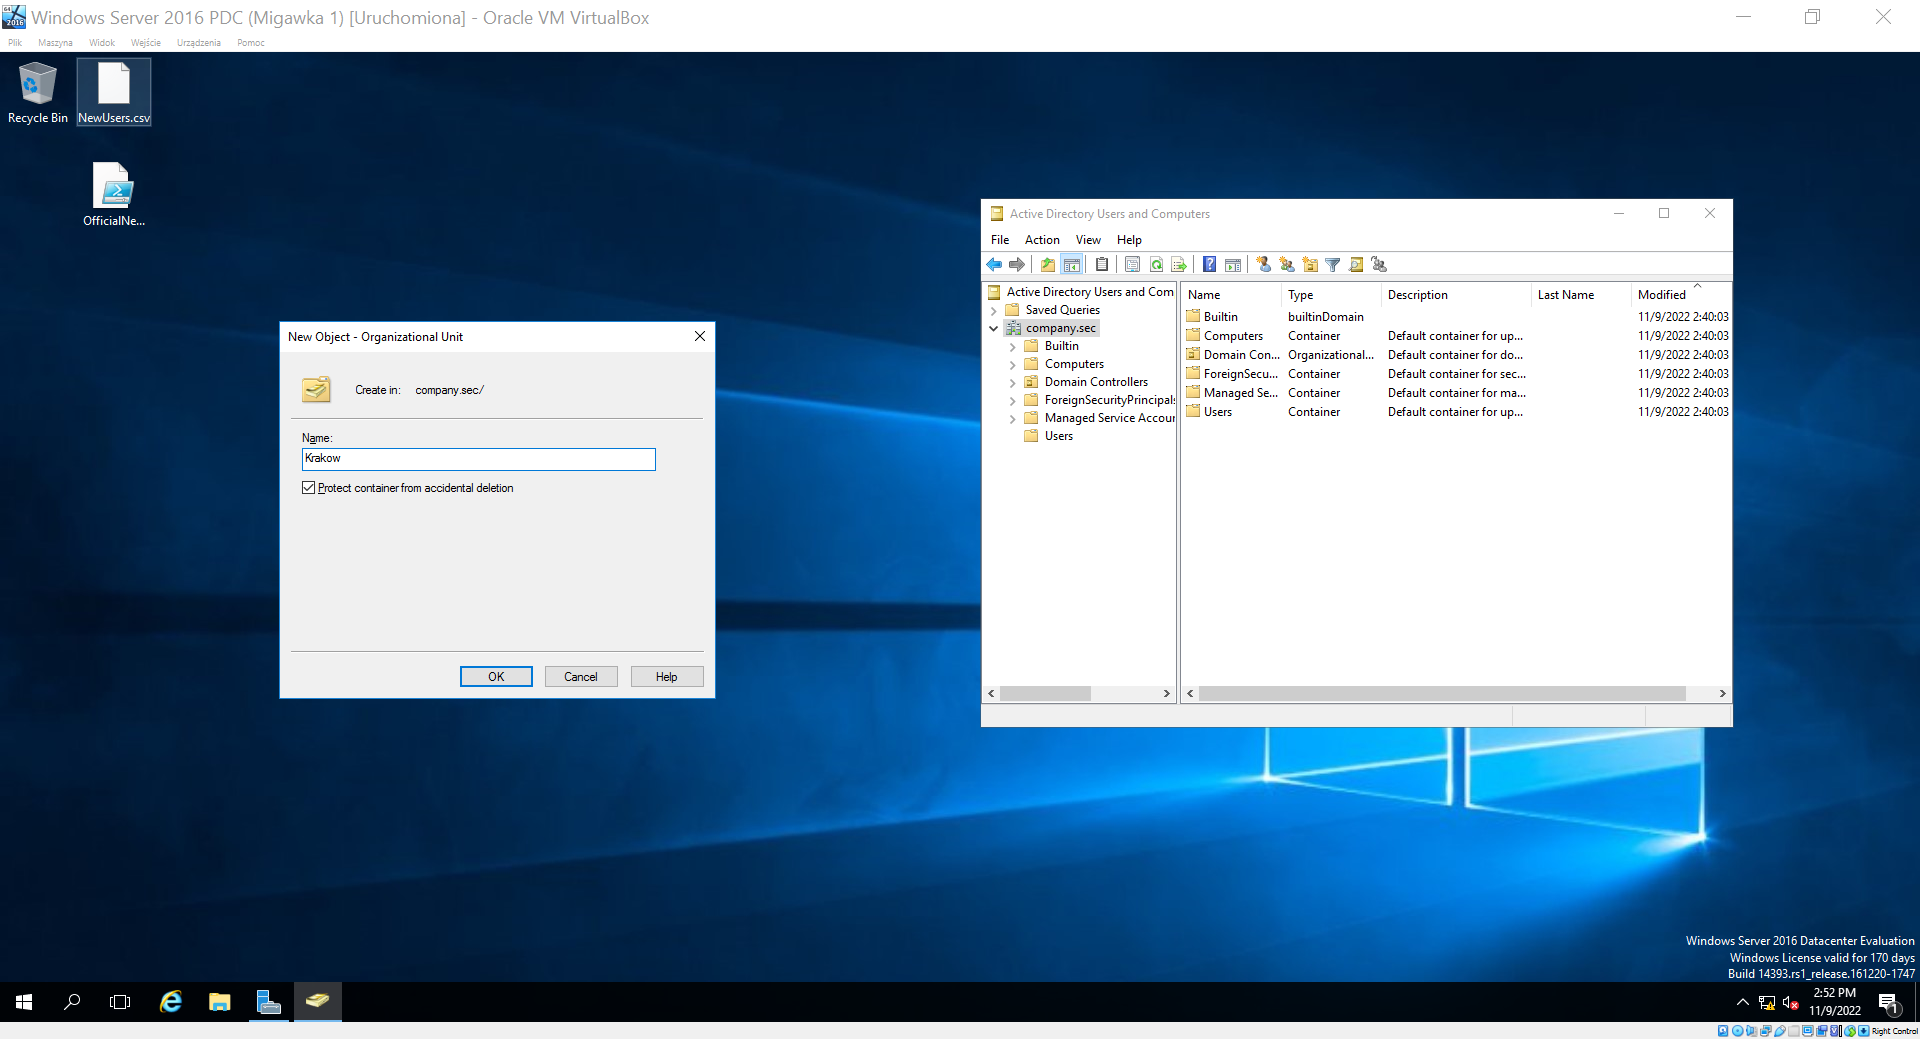 Windows Server 2016 PDC (Migawka 1) [Uruchomiona] - Oracle VM VirtualBox
Plik Maszyna Widok Wejście Urządzenia Pomoc
Recycle Bin
NewUsers.csv
OfficialNe...
New Object - Organizational Unit
Create in: company.sec/
Name:
Krakow
Protect container from accidental deletion
OK Cancel Help
Active Directory Users and Computers
File Action View Help
Active Directory Users and Com
Saved Queries
company.sec
Builtin
Computers
Domain Controllers
ForeignSecurityPrincipals
Managed Service Accour
Users
Name Type Description Last Name Modified
Builtin builtinDomain 11/9/2022 2:40:03
Computers Container Default container for up... 11/9/2022 2:40:03
Domain Con... Organizational... Default container for do... 11/9/2022 2:40:03
ForeignSecu... Container Default container for sec... 11/9/2022 2:40:03
Managed Se... Container Default container for ma... 11/9/2022 2:40:03
Users Container Default container for up... 11/9/2022 2:40:03
Windows Server 2016 Datacenter Evaluation
Windows License valid for 170 days
Build 14393.rs1_release.161220-1747
2:52 PM
11/9/2022
1
Right Control